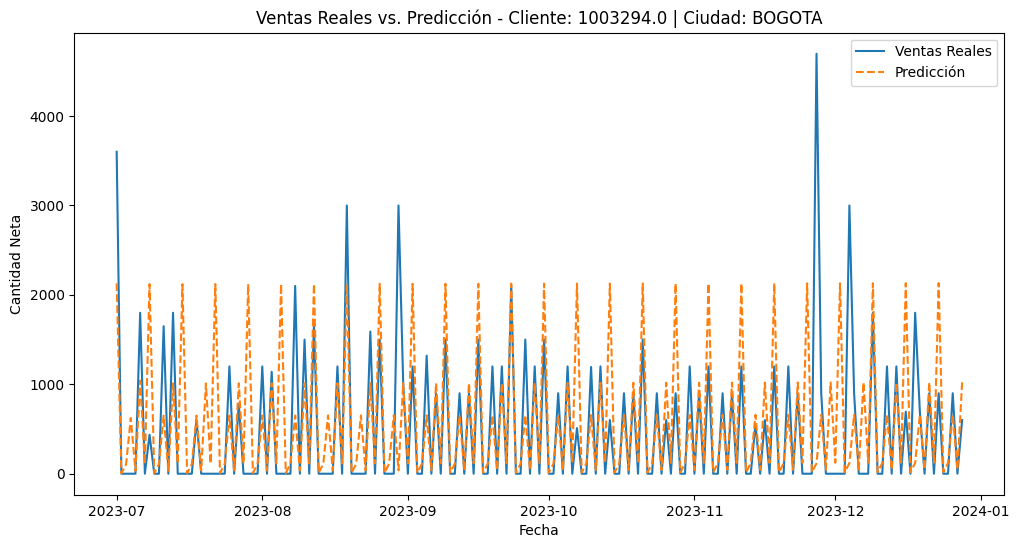 Ventas Reales vs. Predicción - Cliente: 1003294.0 | Ciudad: BOGOTA
Ventas Reales
Predicción
Cantidad Neta
4000
3000
2000
1000
0
2023-07
2023-08
2023-09
2023-10
2023-11
2023-12
2024-01
Fecha